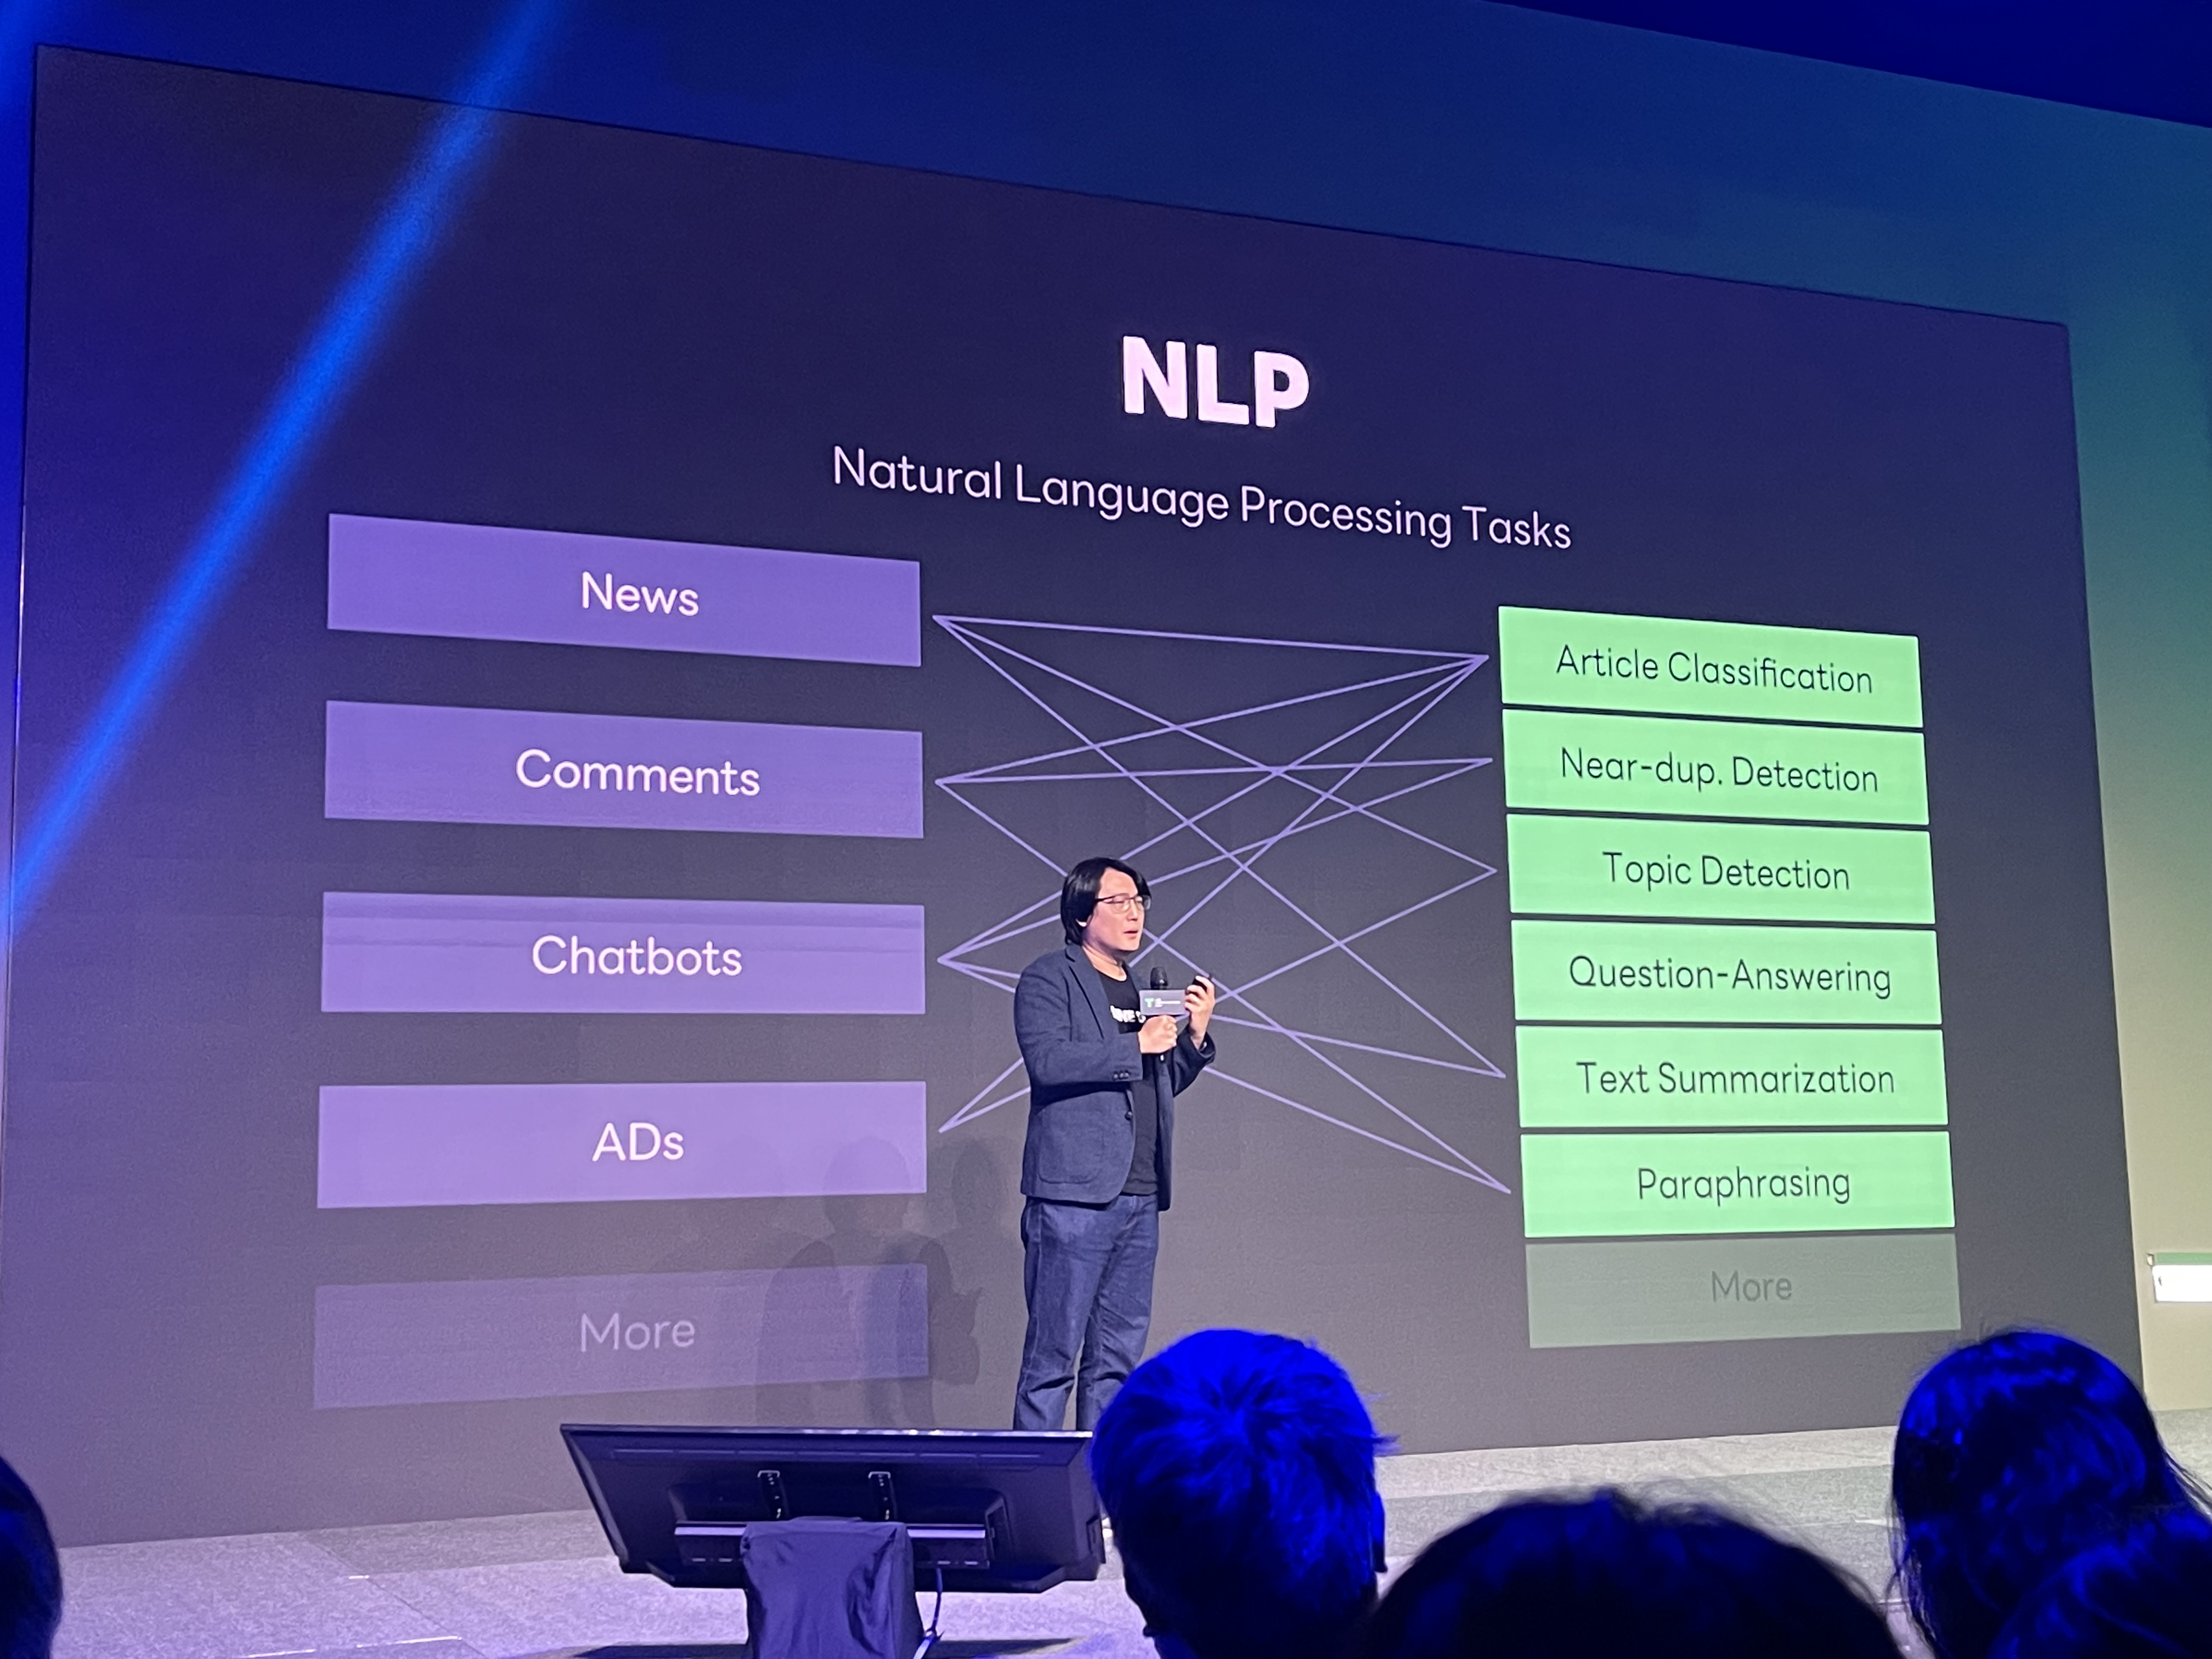 NLP
Natural Language Processing Tasks
News
Comments
Chatbots
ADs
More
Article Classification
Near-dup. Detection
Topic Detection
Question-Answering
Text Summarization
Paraphrasing
More